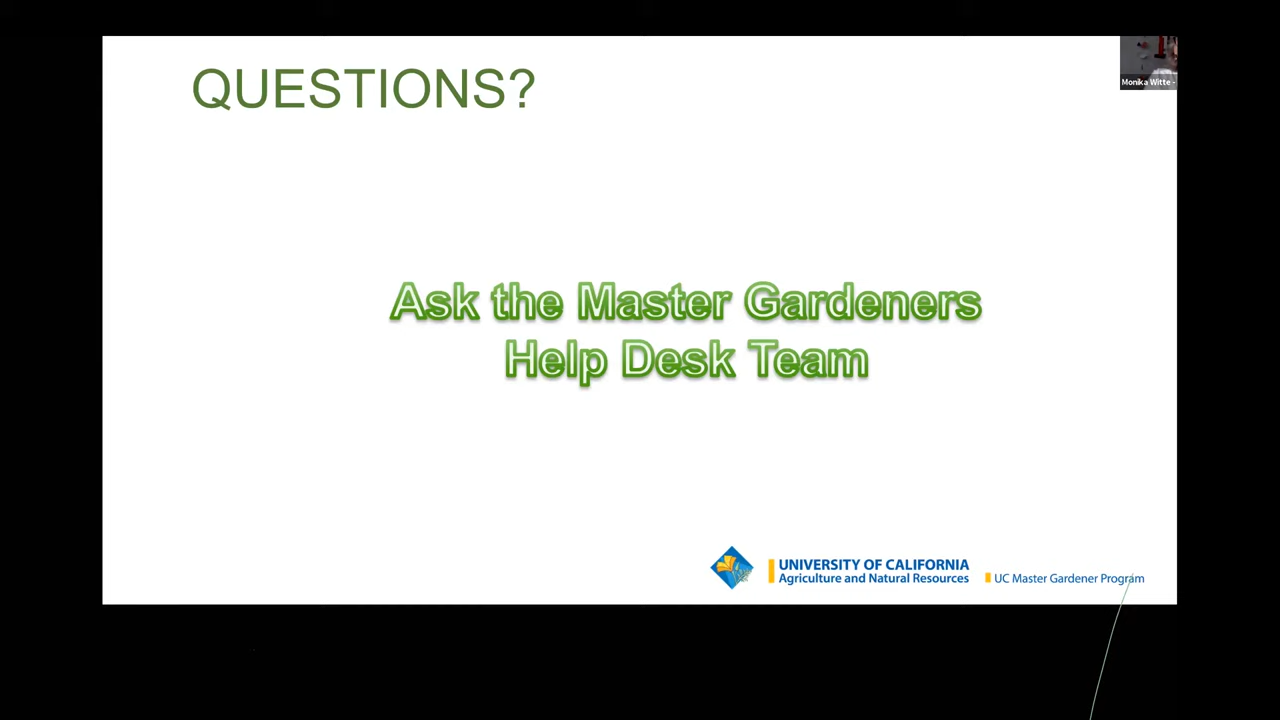 QUESTIONS?
Monika Witte -
Ask the Master Gardeners
Help Desk Team
UNIVERSITY OF CALIFORNIA
Agriculture and Natural Resources
UC Master Gardener Program